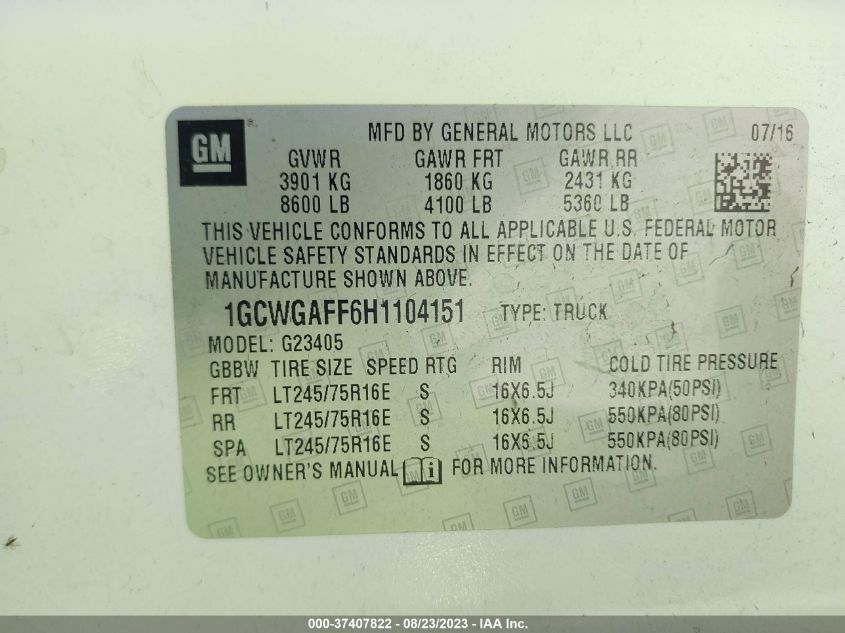 GM ®
MFD BY GENERAL MOTORS LLC 07/16
GVWR GAWR FRT GAWR RR
3901 KG 1860 KG 2431 KG
8600 LB 4100 LB 5360 LB
THIS VEHICLE CONFORMS TO ALL APPLICABLE U.S. FEDERAL MOTOR
VEHICLE SAFETY STANDARDS IN EFFECT ON THE DATE OF
MANUFACTURE SHOWN ABOVE.
1GCWGAFF6H1104151 TYPE: TRUCK
MODEL: G23405
GBBW TIRE SIZE SPEED RTG RIM COLD TIRE PRESSURE
FRT LT245/75R16E S 16X6.5J 340KPA(50PSI)
RR LT245/75R16E S 16X6.5J 550KPA(80PSI)
SPA LT245/75R16E S 16X6.5J 550KPA(80PSI)
SEE OWNER'S MANUAL i FOR MORE INFORMATION.
000-37407822 - 08/23/2023 - IAA Inc.